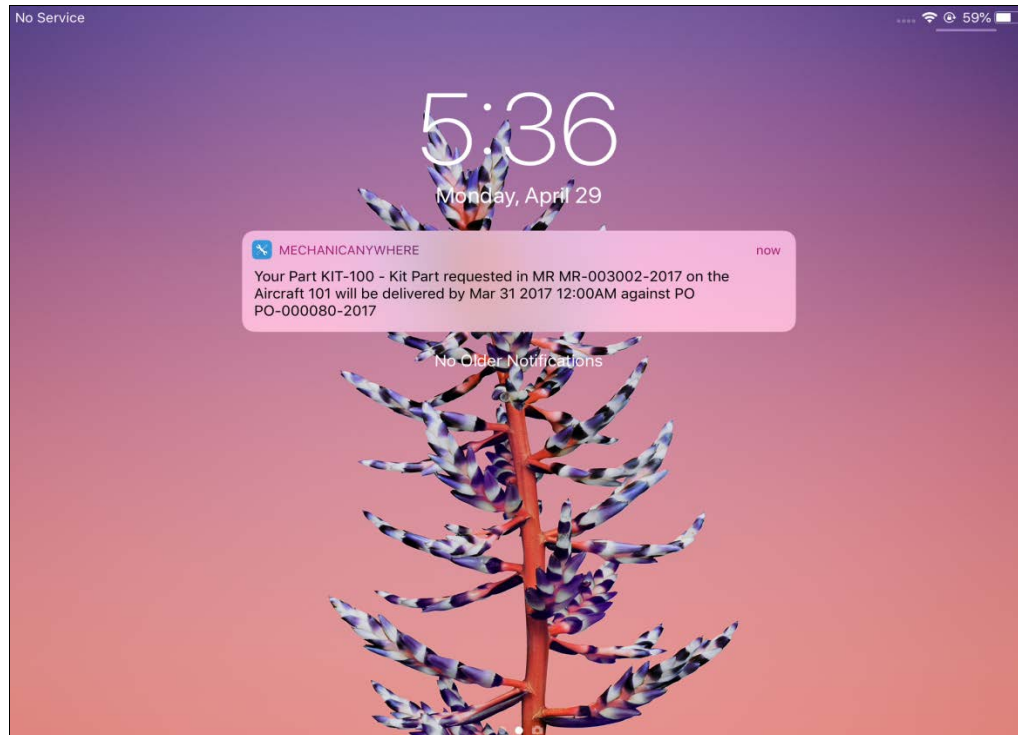 No Service
59%
5:36
Monday, April 29
MECHANICANYWHERE
now
Your Part KIT-100 - Kit Part requested in MR MR-003002-2017 on the
Aircraft 101 will be delivered by Mar 31 2017 12:00AM against PO
PO-000080-2017
No Older Notifications